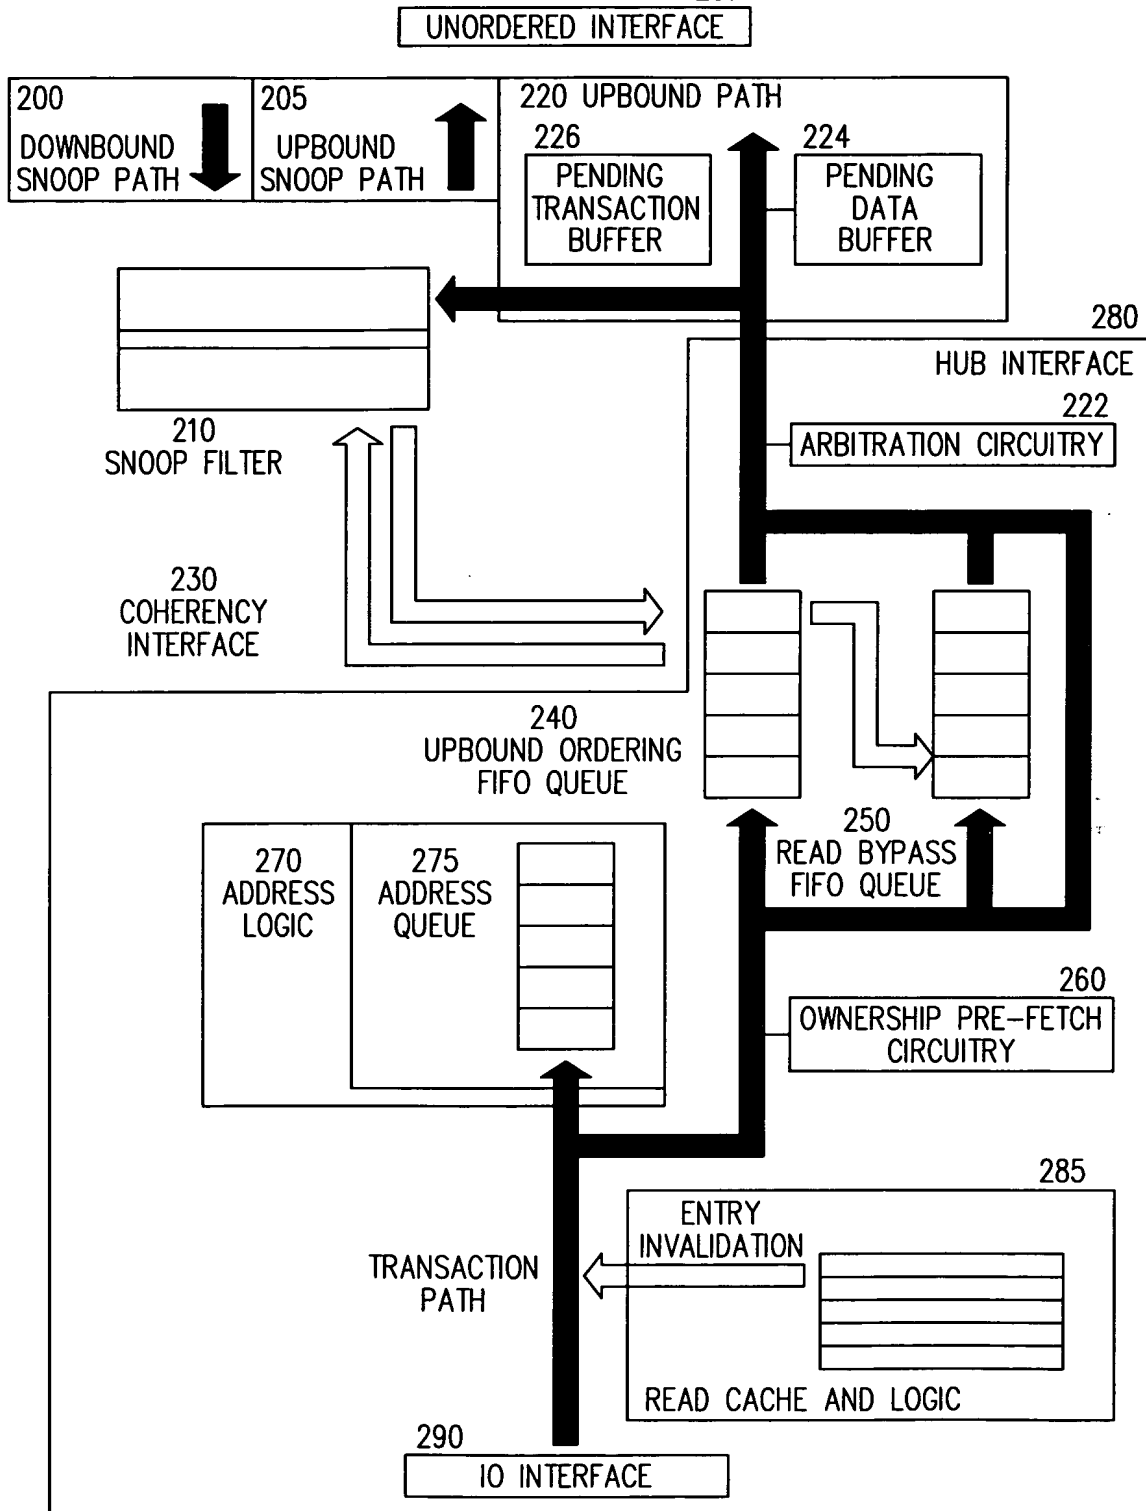 UNORDERED INTERFACE
200
DOWNBOUND
SNOOP PATH
205
UPBOUND
SNOOP PATH
220 UPBOUND PATH
226
PENDING
TRANSACTION
BUFFER
224
PENDING
DATA
BUFFER
280
HUB INTERFACE
210
SNOOP FILTER
222
ARBITRATION CIRCUITRY
230
COHERENCY
INTERFACE
240
UPBOUND ORDERING
FIFO QUEUE
250
READ BYPASS
FIFO QUEUE
270
ADDRESS
LOGIC
275
ADDRESS
QUEUE
260
OWNERSHIP PRE-FETCH
CIRCUITRY
285
ENTRY
INVALIDATION
TRANSACTION
PATH
READ CACHE AND LOGIC
290
IO INTERFACE